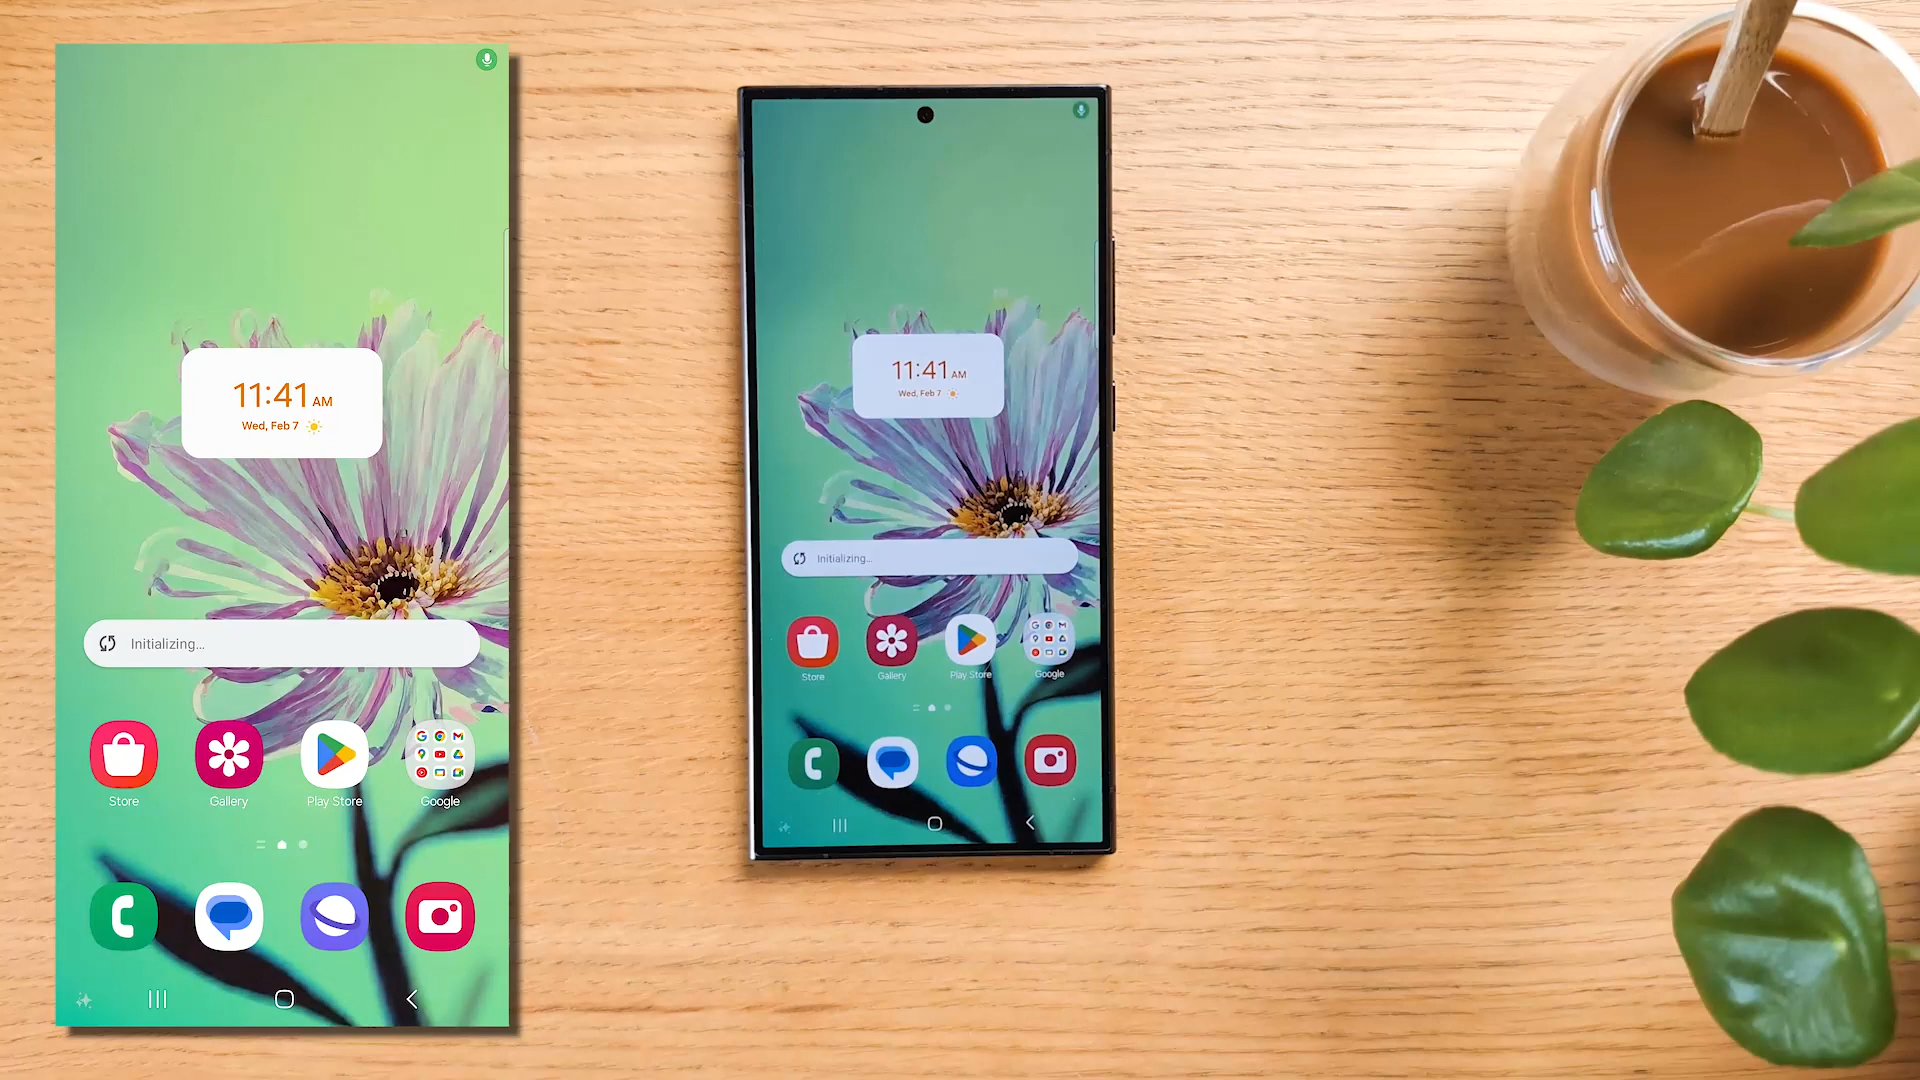 11:41 AM
Wed, Feb 7
Initializing...
Store
Gallery
Play Store
Google
11:41 AM
Wed, Feb 7
Initializing...
Store
Gallery
Play Store
Google